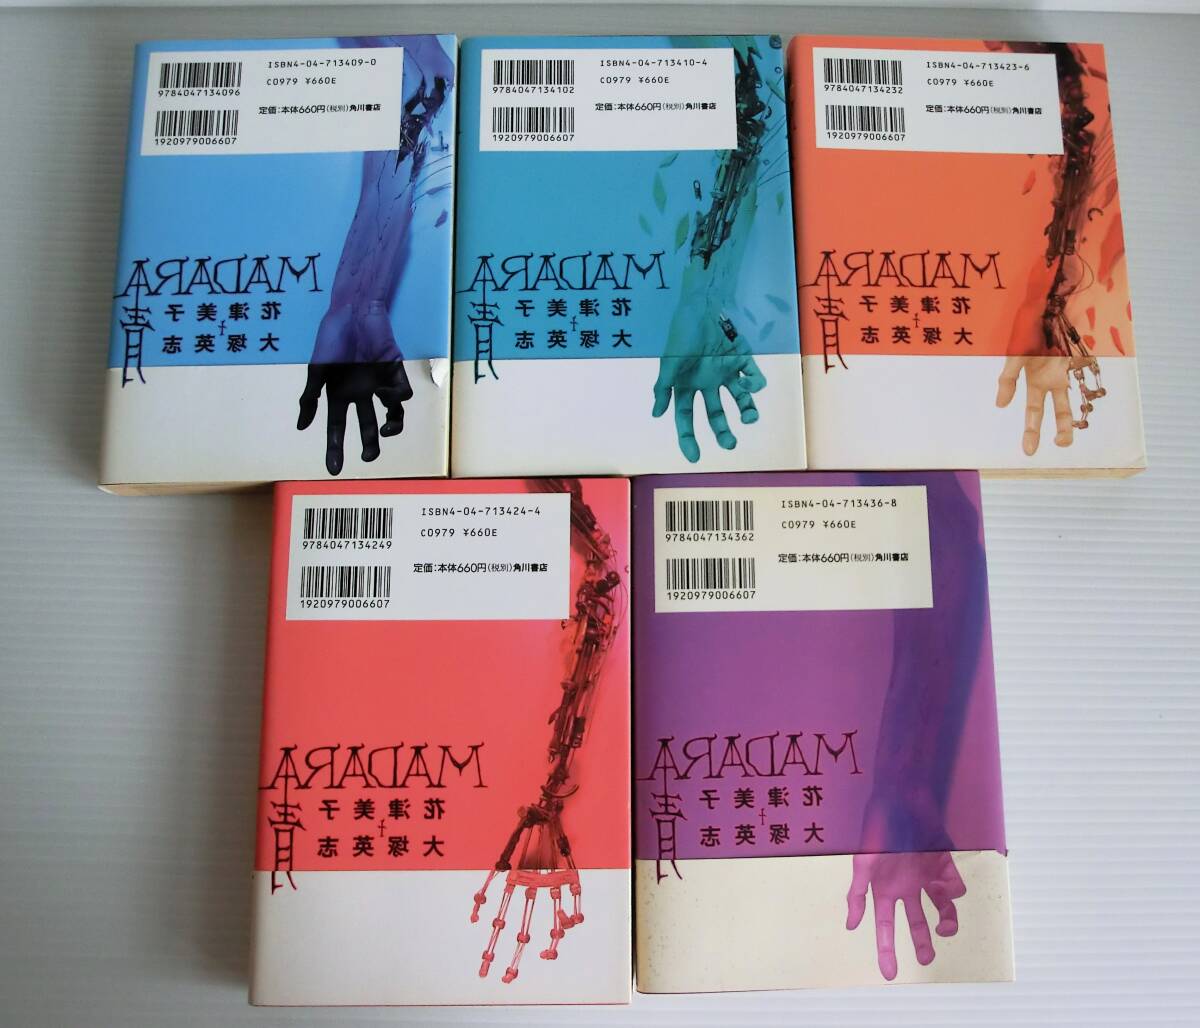 ISBN4-04-713409-0
C0979 ¥660E
定価:本体660円(税別)角川書店
9784047134096
1920979006607
MADARA
青
花津美子
†
大塚英志
ISBN4-04-713410-4
C0979 ¥660E
定価:本体660円(税別)角川書店
9784047134102
1920979006607
MADARA
青
花津美子
†
大塚英志
ISBN4-04-713423-6
C0979 ¥660E
定価:本体660円(税別)角川書店
9784047134232
1920979006607
MADARA
青
花津美子
†
大塚英志
ISBN4-04-713424-4
C0979 ¥660E
定価:本体660円(税別)角川書店
9784047134249
1920979006607
MADARA
青
花津美子
†
大塚英志
ISBN4-04-713436-8
C0979 ¥660E
定価:本体660円(税別)角川書店
9784047134362
1920979006607
MADARA
青
花津美子
†
大塚英志